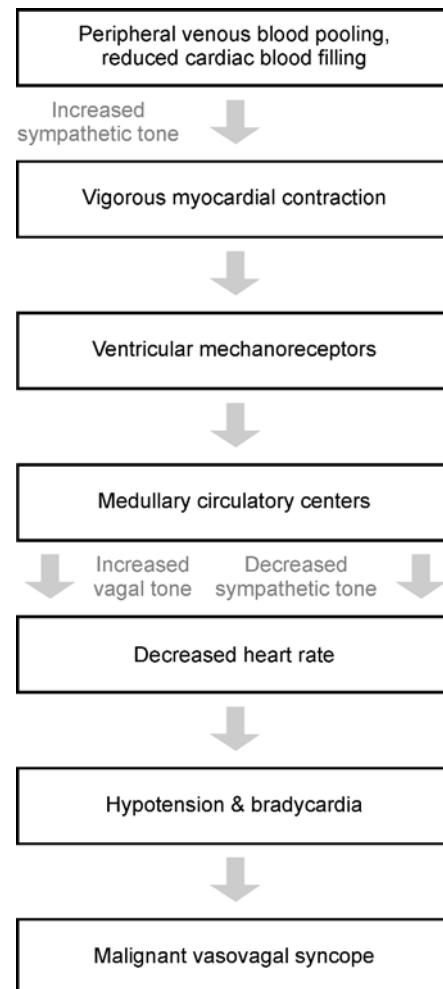 Peripheral venous blood pooling,
reduced cardiac blood filling
Increased
sympathetic tone
Vigorous myocardial contraction
Ventricular mechanoreceptors
Medullary circulatory centers
Increased
vagal tone
Decreased
sympathetic tone
Decreased heart rate
Hypotension & bradycardia
Malignant vasovagal syncope